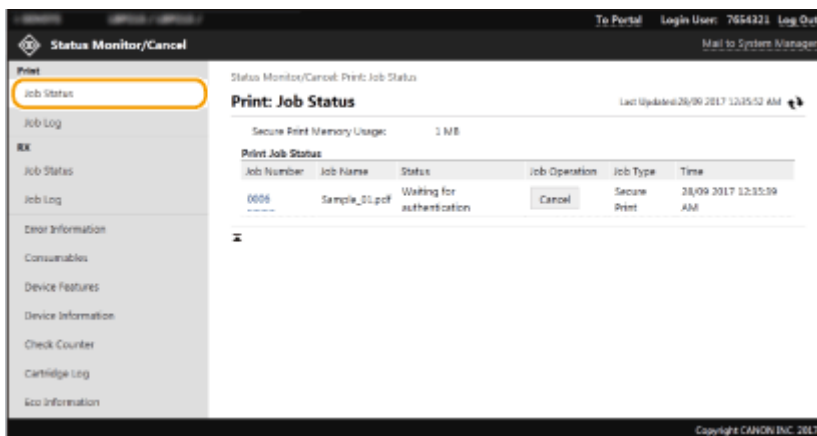 To Portal Login User: 7654321 Log Out
Status Monitor/Cancel
Mail to System Manager
Print
Job Status
Job Log
RX
Job Status
Job Log
Error Information
Consumables
Device Features
Device Information
Check Counter
Cartridge Log
Eco Information
Status Monitor/Cancel: Print: Job Status
Print: Job Status
Last Updated:28/09 2017 12:35:52 AM
Secure Print Memory Usage: 1 MB
Print Job Status
Job Number Job Name Status Job Operation Job Type Time
0006 Sample_01.pdf Waiting for authentication Cancel Secure Print 28/09 2017 12:35:39 AM
Copyright CANON INC. 2017